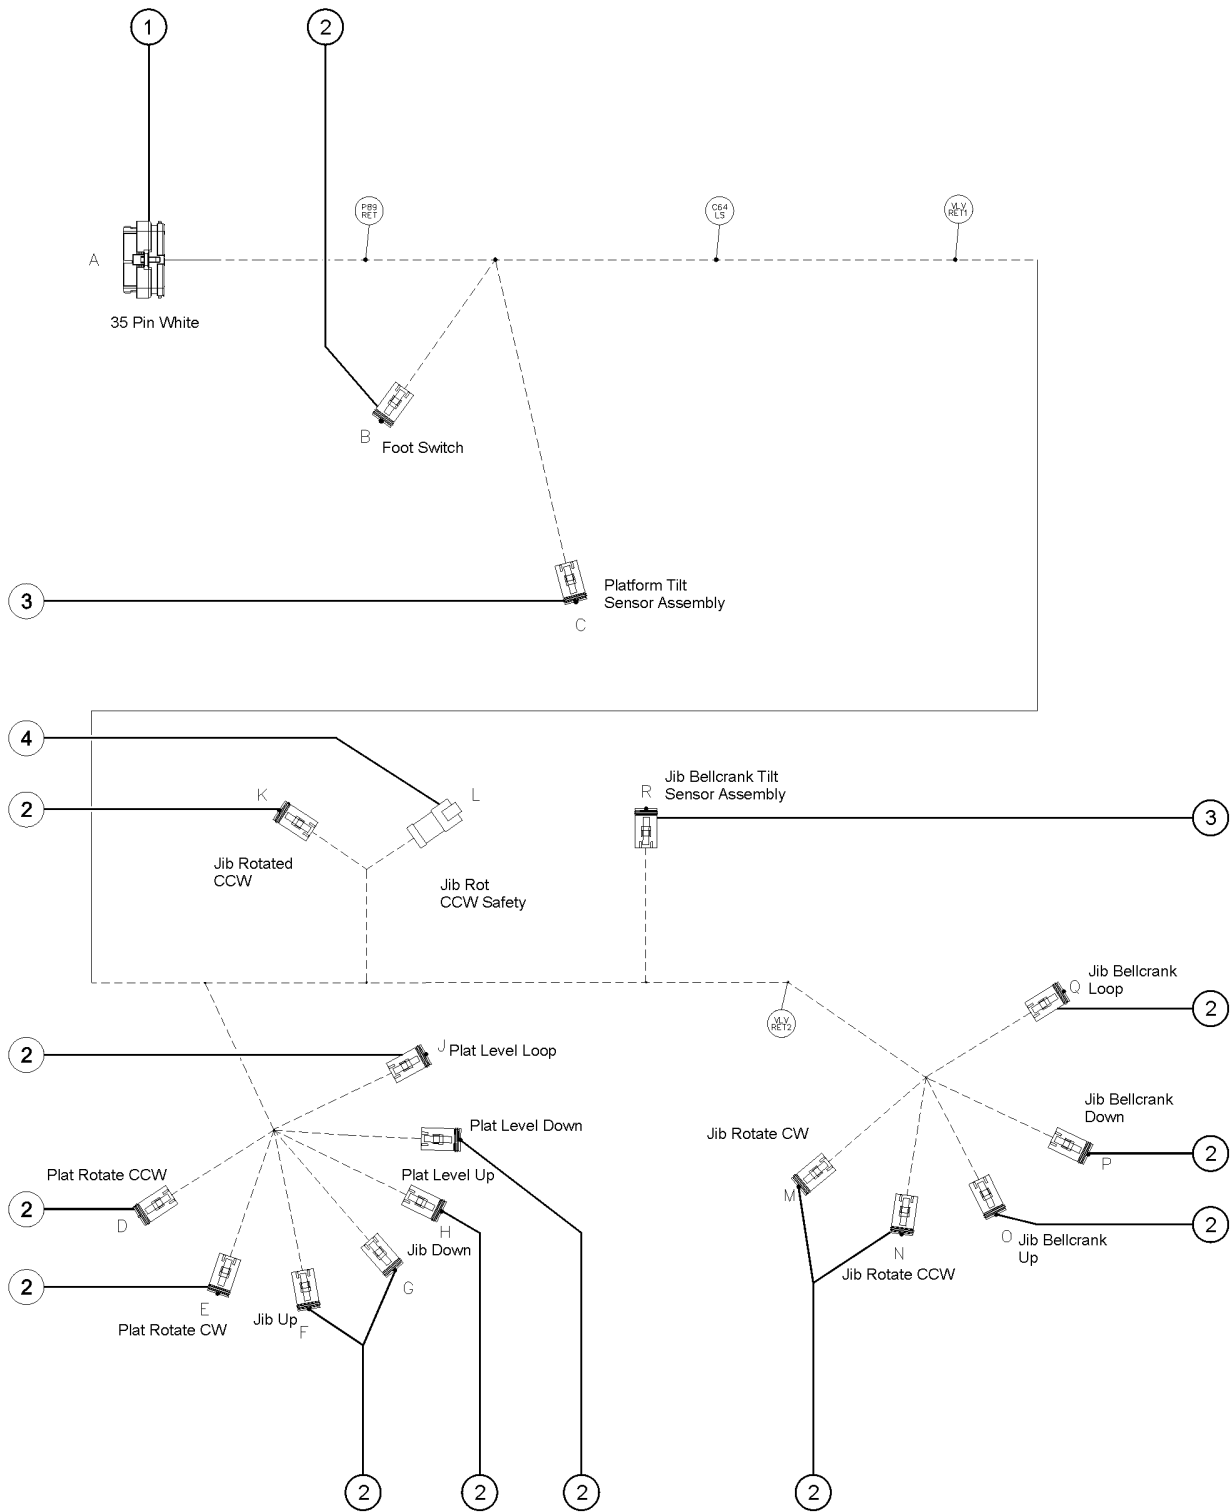 1
2
P89
RET
C64
LS
VLV
RET1
A
35 Pin White
B
Foot Switch
3
Platform Tilt
Sensor Assembly
C
4
2
K
L
Jib Rotated
CCW
Jib Rot
CCW Safety
R
Jib Bellcrank Tilt
Sensor Assembly
3
VLV
RET2
Q
Jib Bellcrank
Loop
2
2
J
Plat Level Loop
Plat Level Down
Plat Level Up
H
Plat Rotate CCW
2
D
Jib Down
G
2
E
Plat Rotate CW
Jib Up
F
Jib Rotate CW
M
N
Jib Rotate CCW
Jib Bellcrank
Down
P
2
O
Jib Bellcrank
Up
2
2
2
2
2